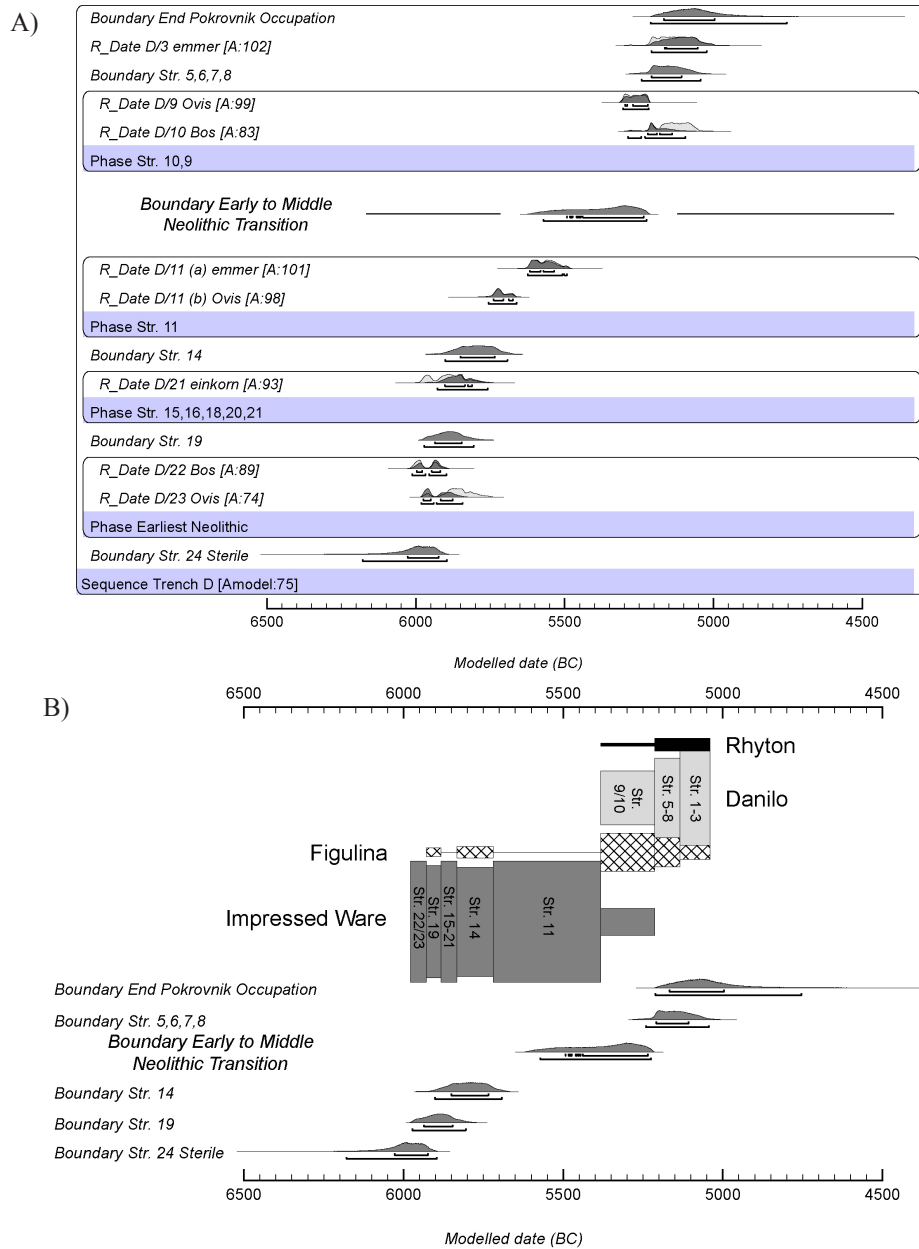 A)
Boundary End Pokrovnik Occupation
R_Date D/3 emmer [A:102]
Boundary Str. 5,6,7,8
R_Date D/9 Ovis [A:99]
R_Date D/10 Bos [A:83]
Phase Str. 10,9
Boundary Early to Middle
Neolithic Transition
R_Date D/11 (a) emmer [A:101]
R_Date D/11 (b) Ovis [A:98]
Phase Str. 11
Boundary Str. 14
R_Date D/21 einkorn [A:93]
Phase Str. 15,16,18,20,21
Boundary Str. 19
R_Date D/22 Bos [A:89]
R_Date D/23 Ovis [A:74]
Phase Earliest Neolithic
Boundary Str. 24 Sterile
Sequence Trench D [Amodel:75]
6500 6000 5500 5000 4500
Modelled date (BC)
B)
6500 6000 5500 5000 4500
Rhyton
Danilo
Str. 9/10
Str. 5-8
Str. 1-3
Figulina
Impressed Ware
Str. 22/23
Str. 19
Str. 15-21
Str. 14
Str. 11
Boundary End Pokrovnik Occupation
Boundary Str. 5,6,7,8
Boundary Early to Middle
Neolithic Transition
Boundary Str. 14
Boundary Str. 19
Boundary Str. 24 Sterile
6500 6000 5500 5000 4500
Modelled date (BC)